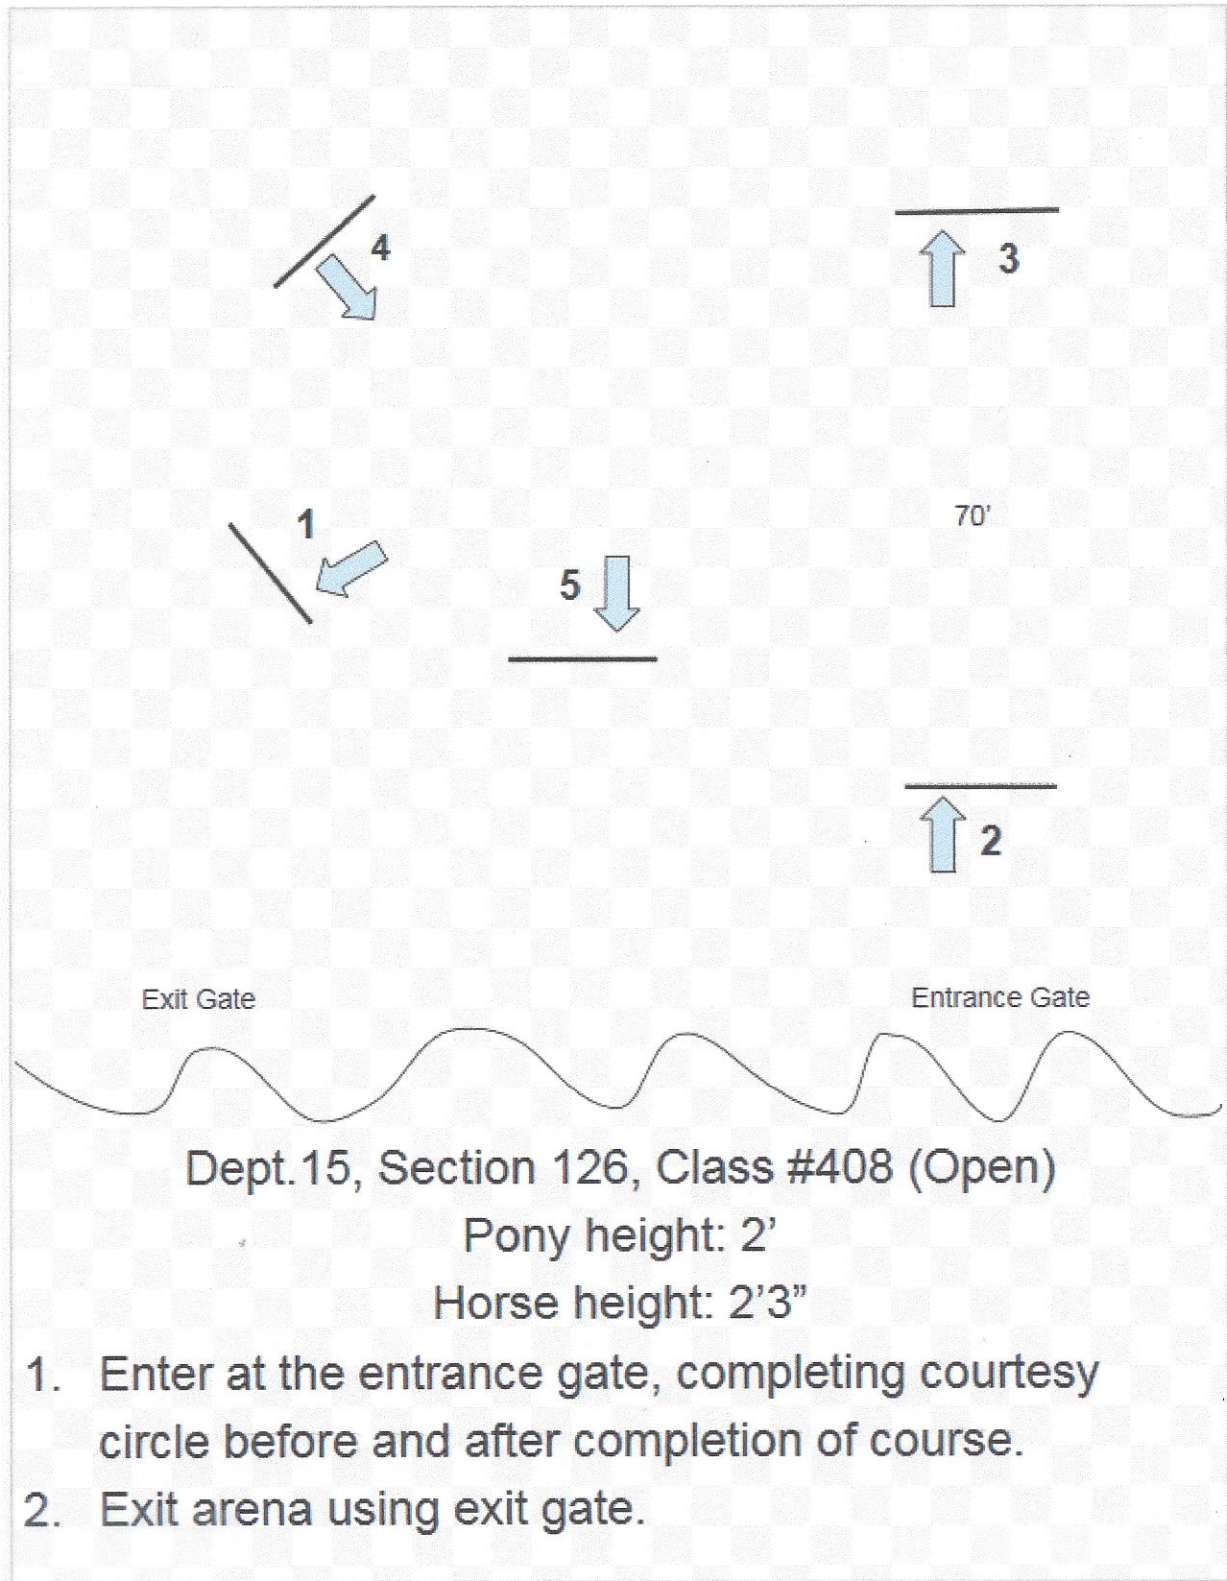 4
3
1
70'
5
2
Exit Gate
Entrance Gate
Dept.15, Section 126, Class #408 (Open)
Pony height: 2’
Horse height: 2’3”
1. Enter at the entrance gate, completing courtesy
circle before and after completion of course.
2. Exit arena using exit gate.